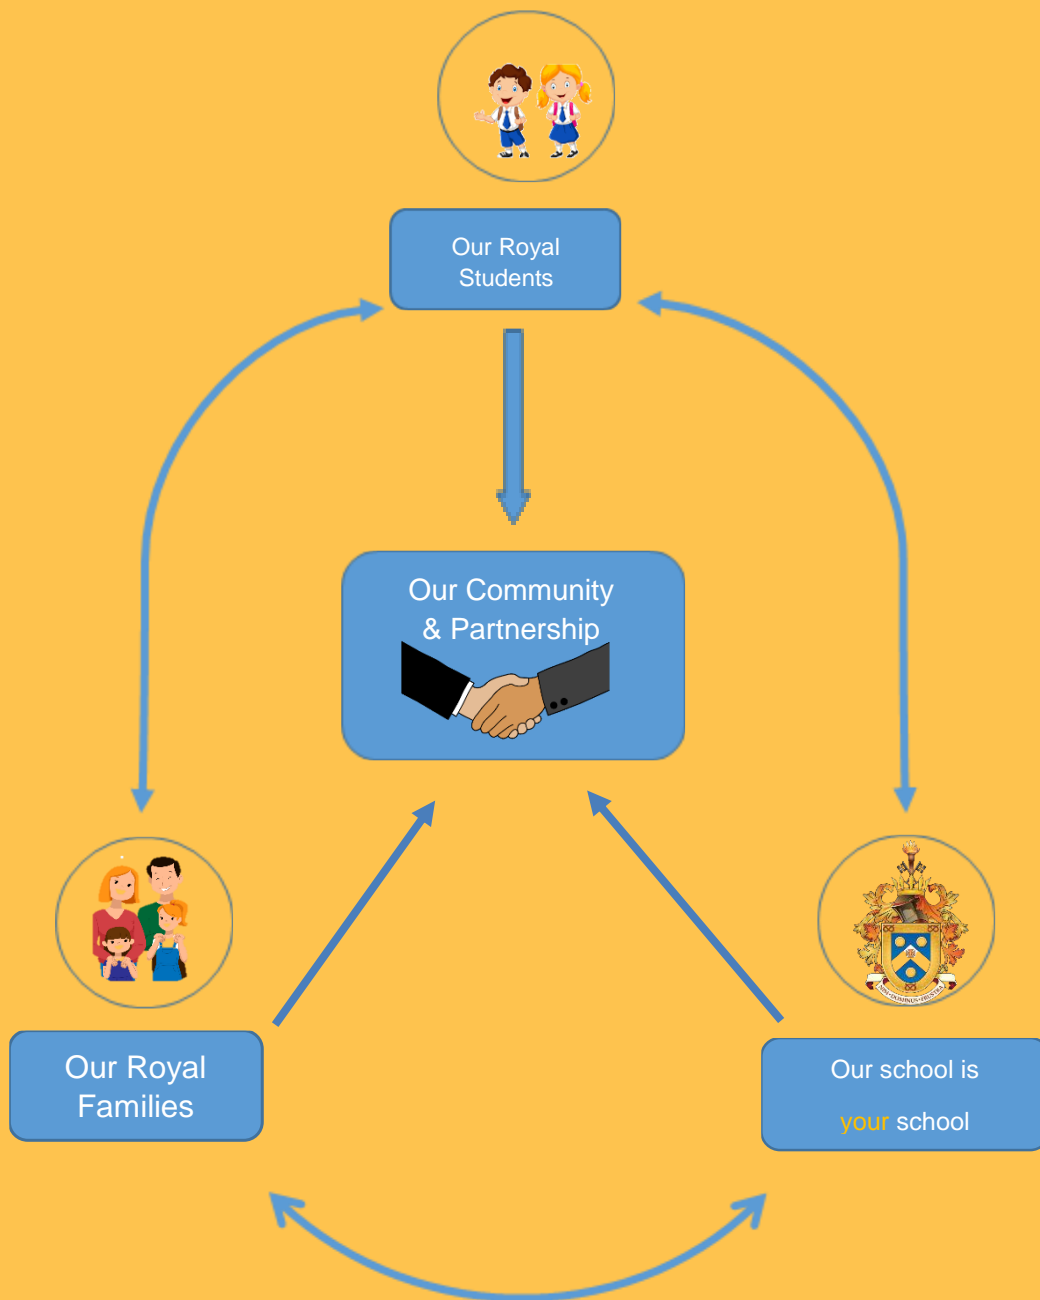 Our Royal
Students
Our Community
& Partnership
Our Royal
Families
Our school is
your school